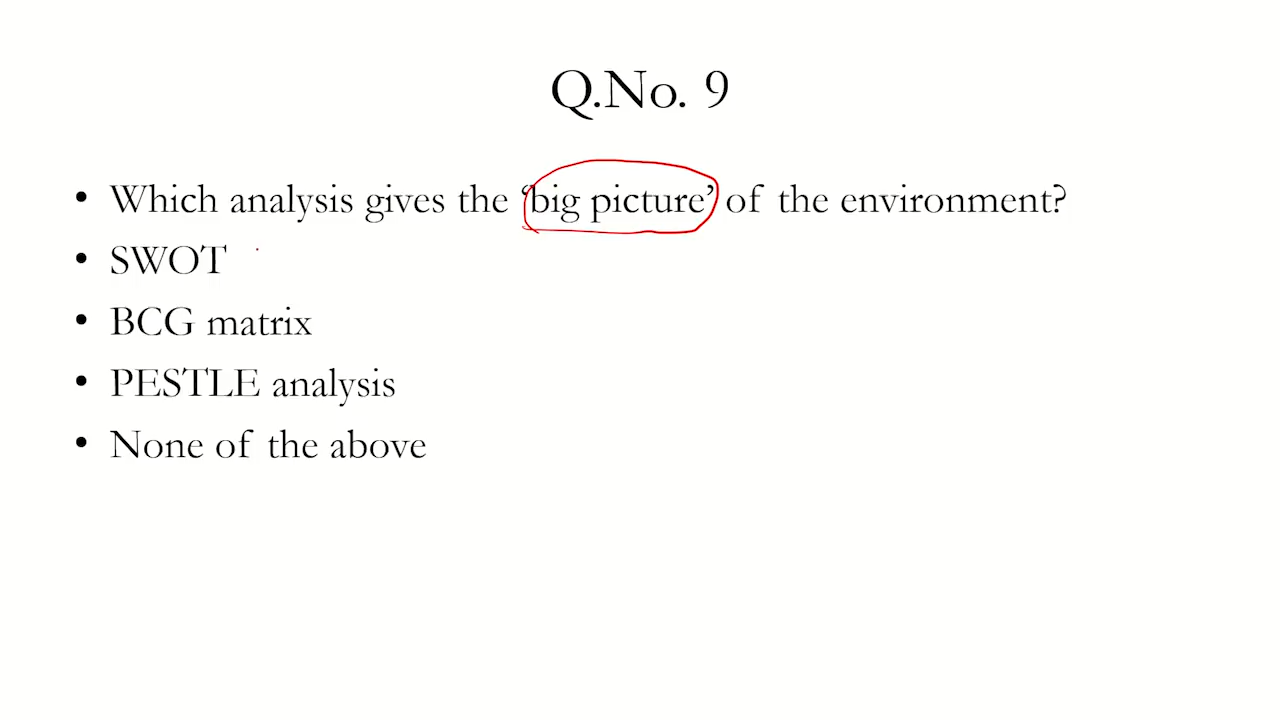 Q.No. 9
• Which analysis gives the ‘big picture’ of the environment?
• SWOT
• BCG matrix
• PESTLE analysis
• None of the above